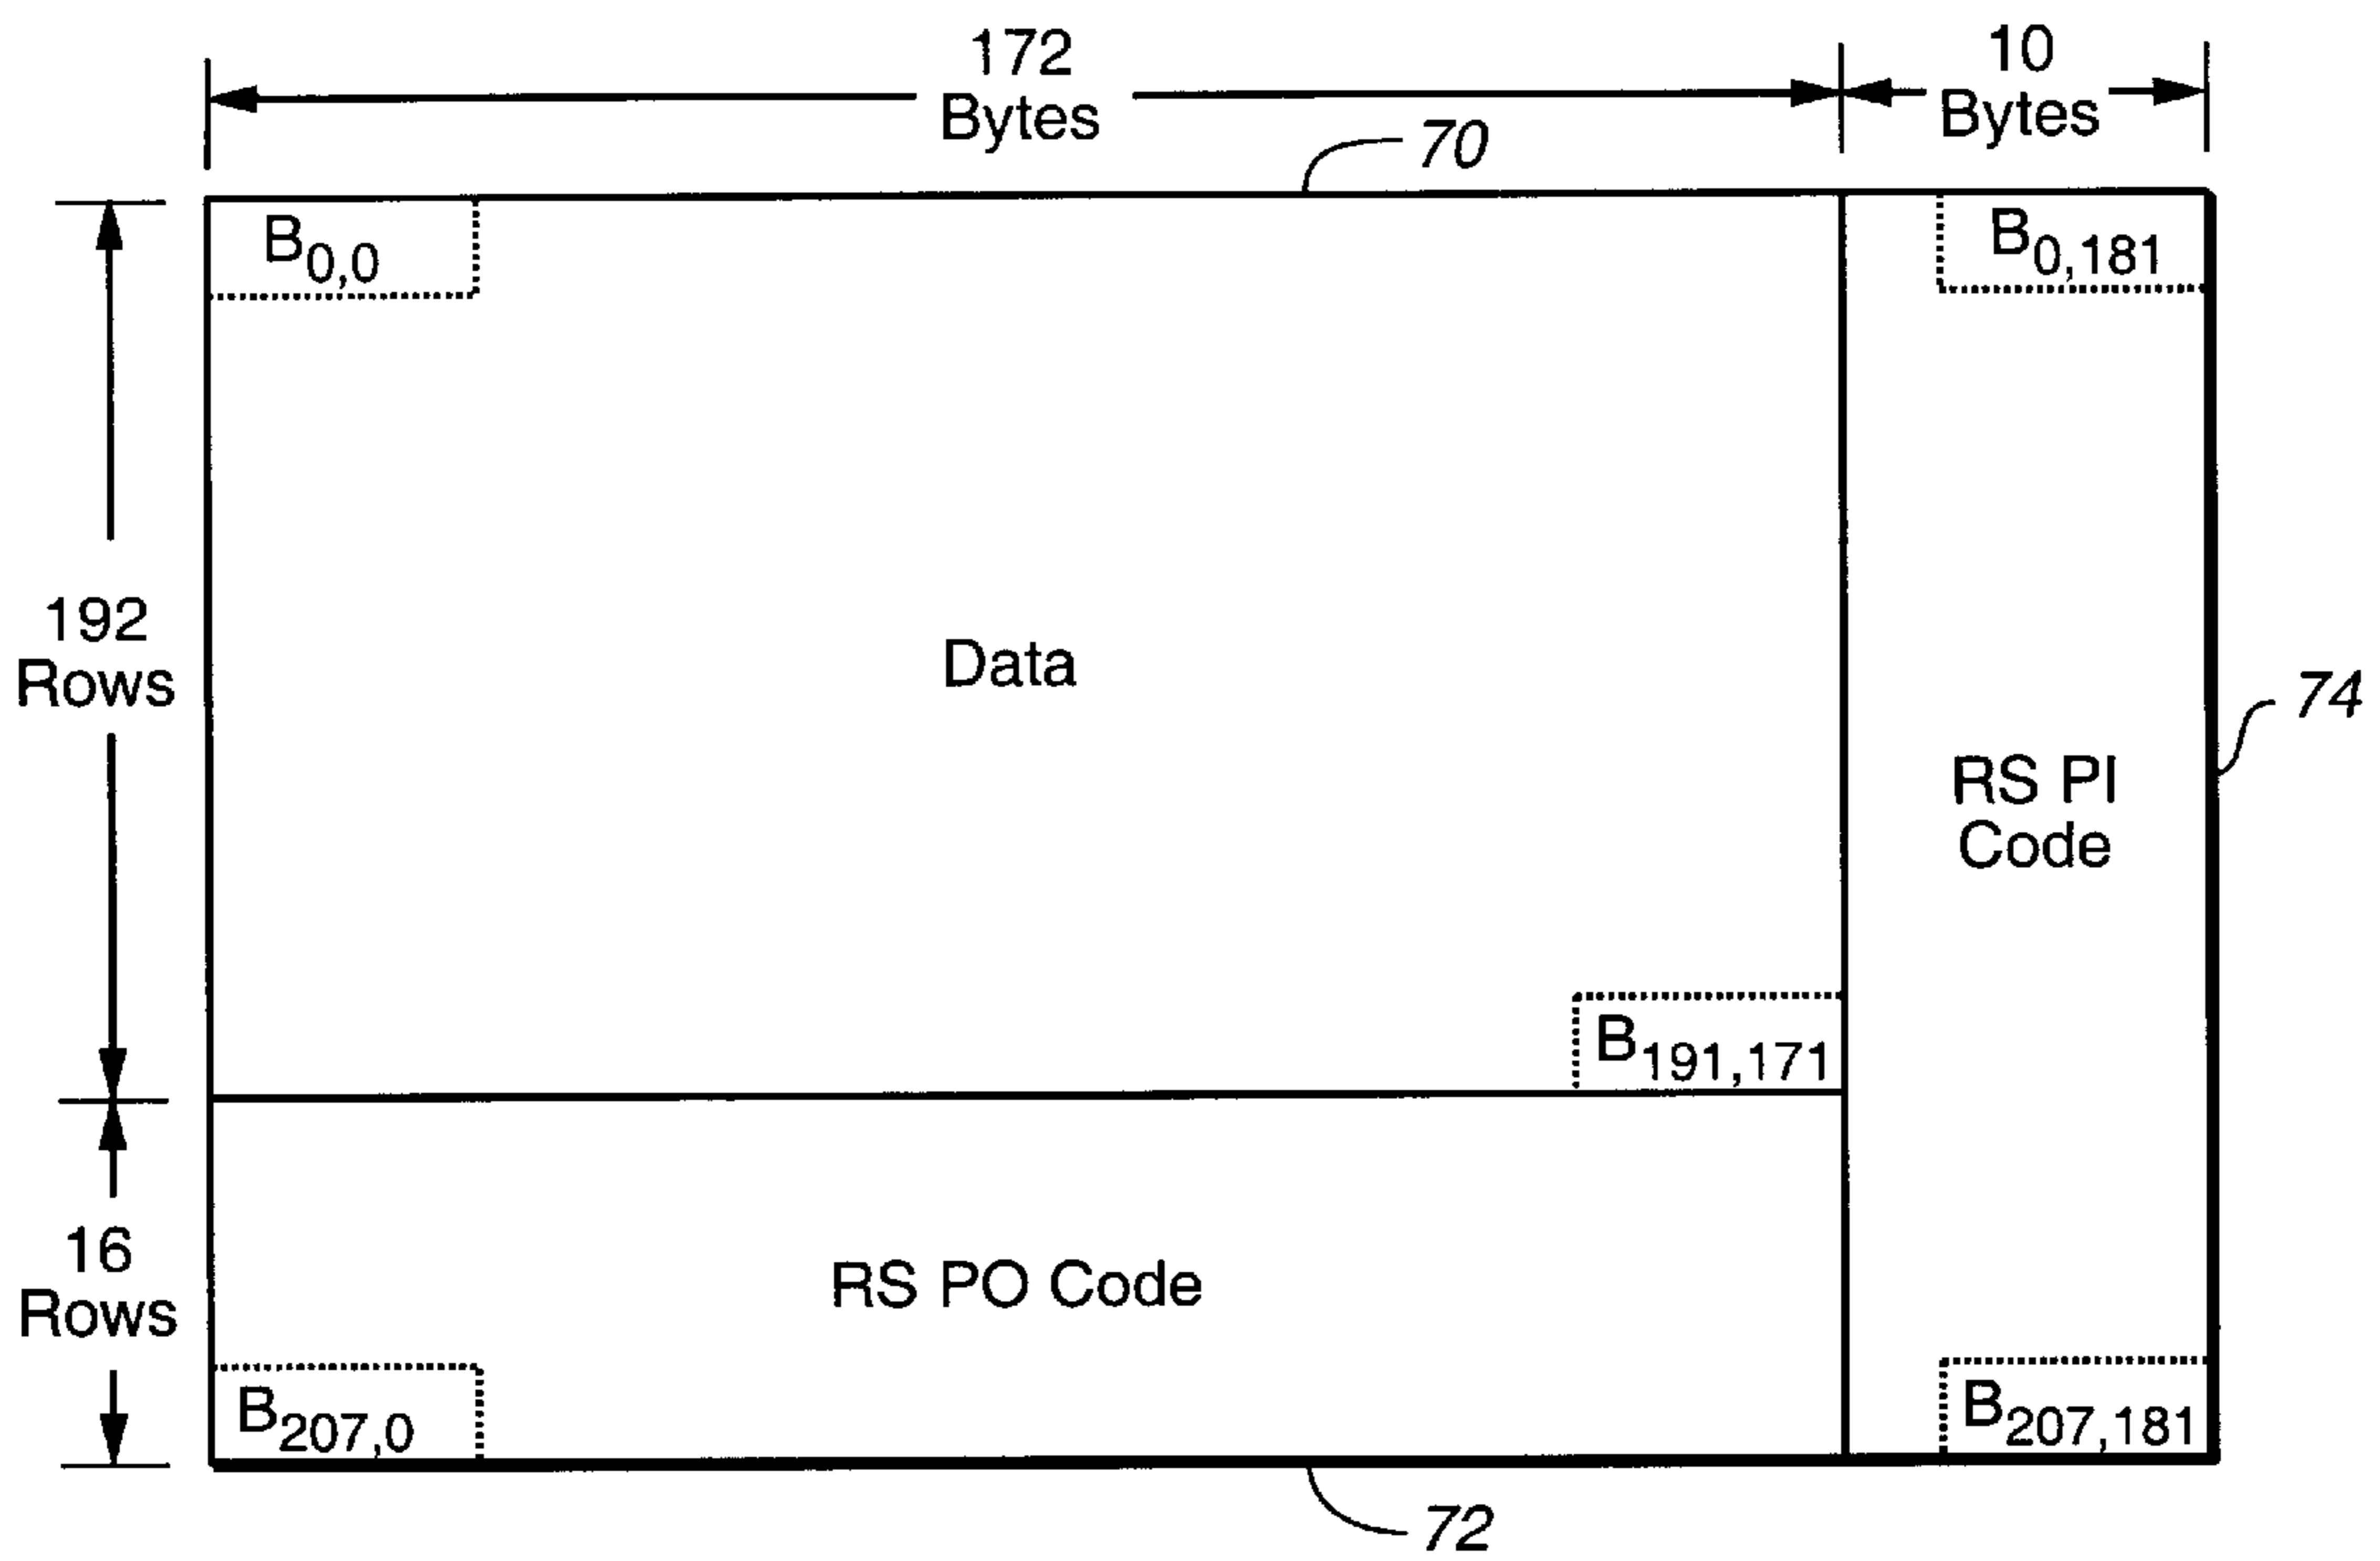 172
Bytes
10
Bytes
70
B0,0
B0,181
192
Rows
Data
74
RS PI
Code
B191,171
16
Rows
RS PO Code
B207,0
B207,181
72